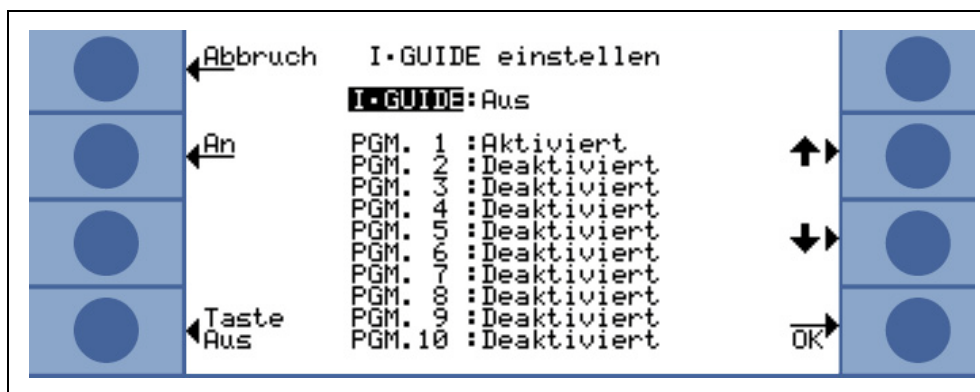 Abbruch
I·GUIDE einstellen
I·GUIDE:Aus
An
PGM. 1 :Aktiviert
PGM. 2 :Deaktiviert
PGM. 3 :Deaktiviert
PGM. 4 :Deaktiviert
PGM. 5 :Deaktiviert
PGM. 6 :Deaktiviert
PGM. 7 :Deaktiviert
PGM. 8 :Deaktiviert
PGM. 9 :Deaktiviert
PGM.10 :Deaktiviert
Taste
Aus
OK